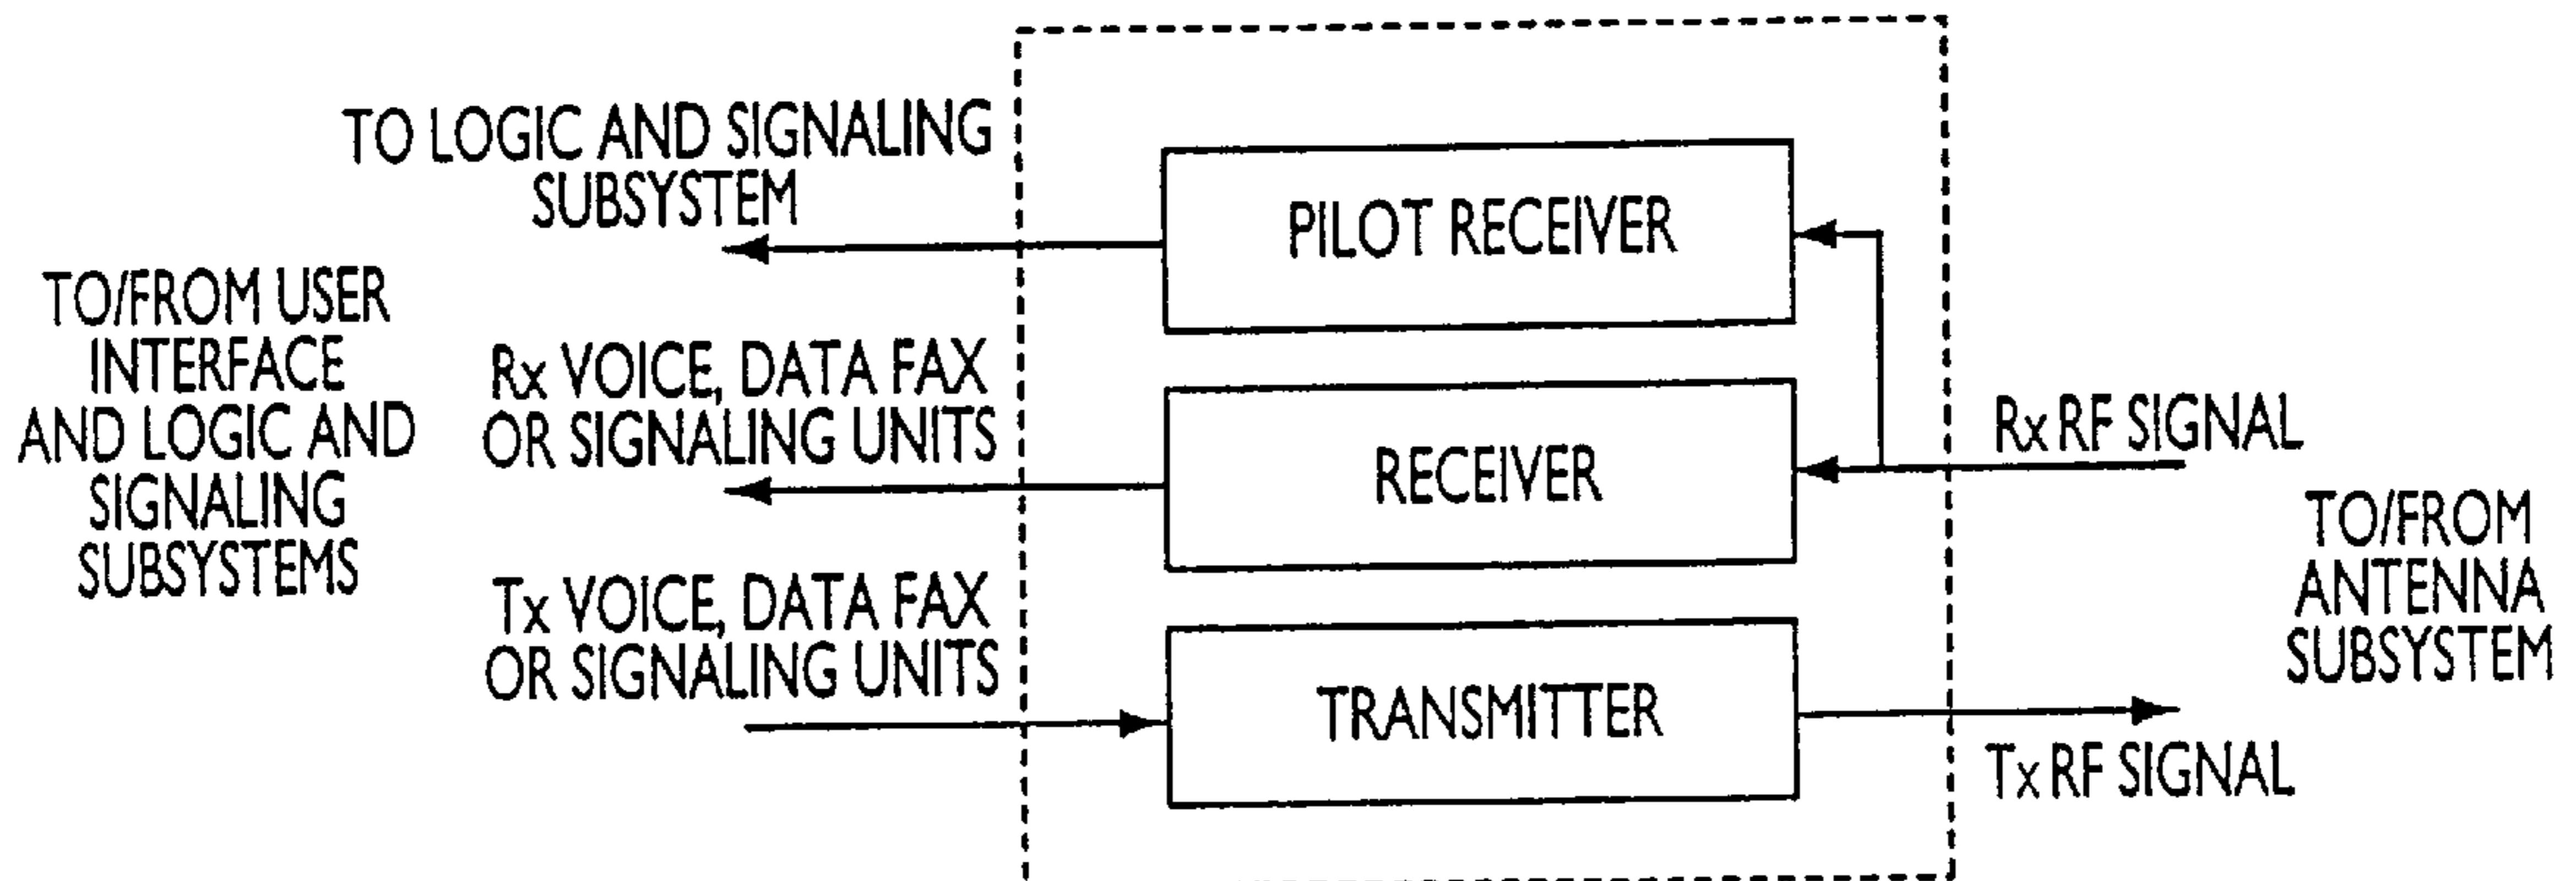 TO LOGIC AND SIGNALING
SUBSYSTEM
PILOT RECEIVER
TO/FROM USER
INTERFACE
AND LOGIC AND
SIGNALING
SUBSYSTEMS
Rx VOICE, DATA FAX
OR SIGNALING UNITS
RECEIVER
Rx RF SIGNAL
TO/FROM
ANTENNA
SUBSYSTEM
Tx VOICE, DATA FAX
OR SIGNALING UNITS
TRANSMITTER
Tx RF SIGNAL